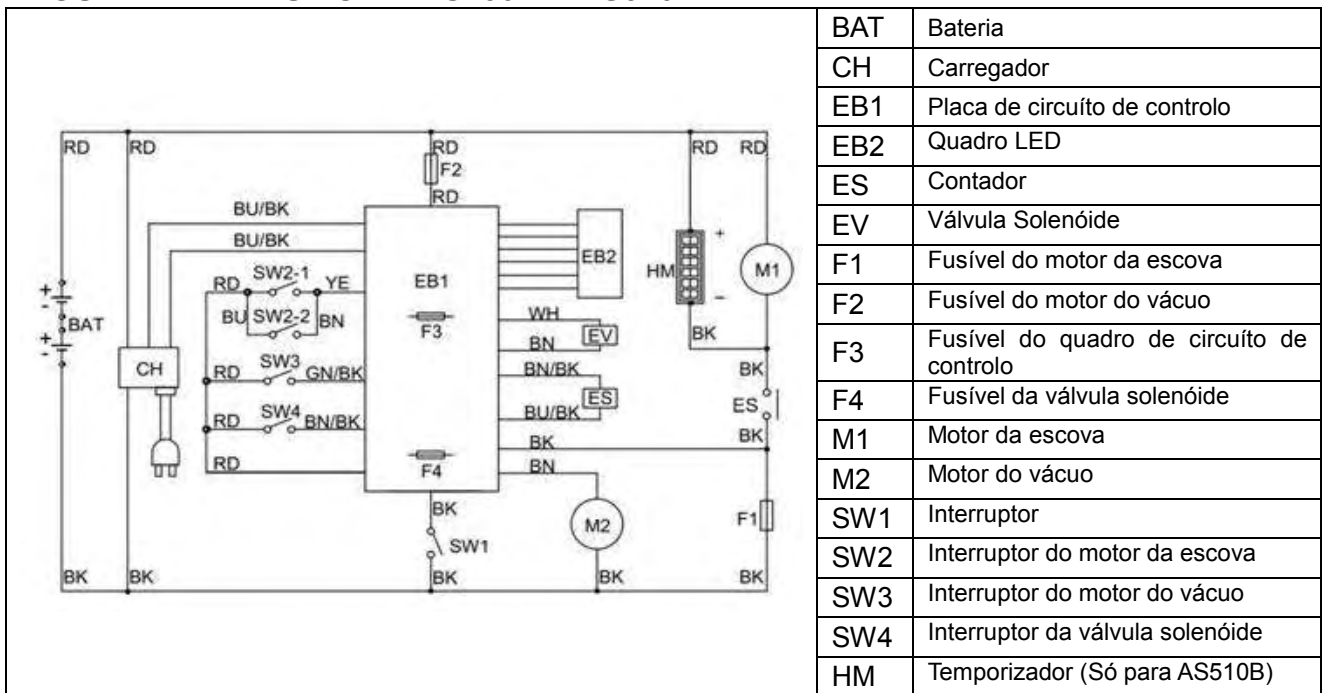 RD RD RD RD RD
F2
RD
BU/BK
BU/BK
SW2-1
RD YE
EB1
EB2
HM
+
M1
BU SW2-2 BN
F3
WH
EV
BN
BK
+
-
BAT
+
-
-
CH
SW3
RD GN/BK
BN/BK
ES
BU/BK
BK
ES
SW4
RD BN/BK
BK
BK
RD
F4
BN
BK
SW1
M2
F1
BK BK BK BK BK
BAT Bateria
CH Carregador
EB1 Placa de circuíto de controlo
EB2 Quadro LED
ES Contador
EV Válvula Solenóide
F1 Fusível do motor da escova
F2 Fusível do motor do vácuo
F3 Fusível do quadro de circuíto de
controlo
F4 Fusível da válvula solenóide
M1 Motor da escova
M2 Motor do vácuo
SW1 Interruptor
SW2 Interruptor do motor da escova
SW3 Interruptor do motor do vácuo
SW4 Interruptor da válvula solenóide
HM Temporizador (Só para AS510B)